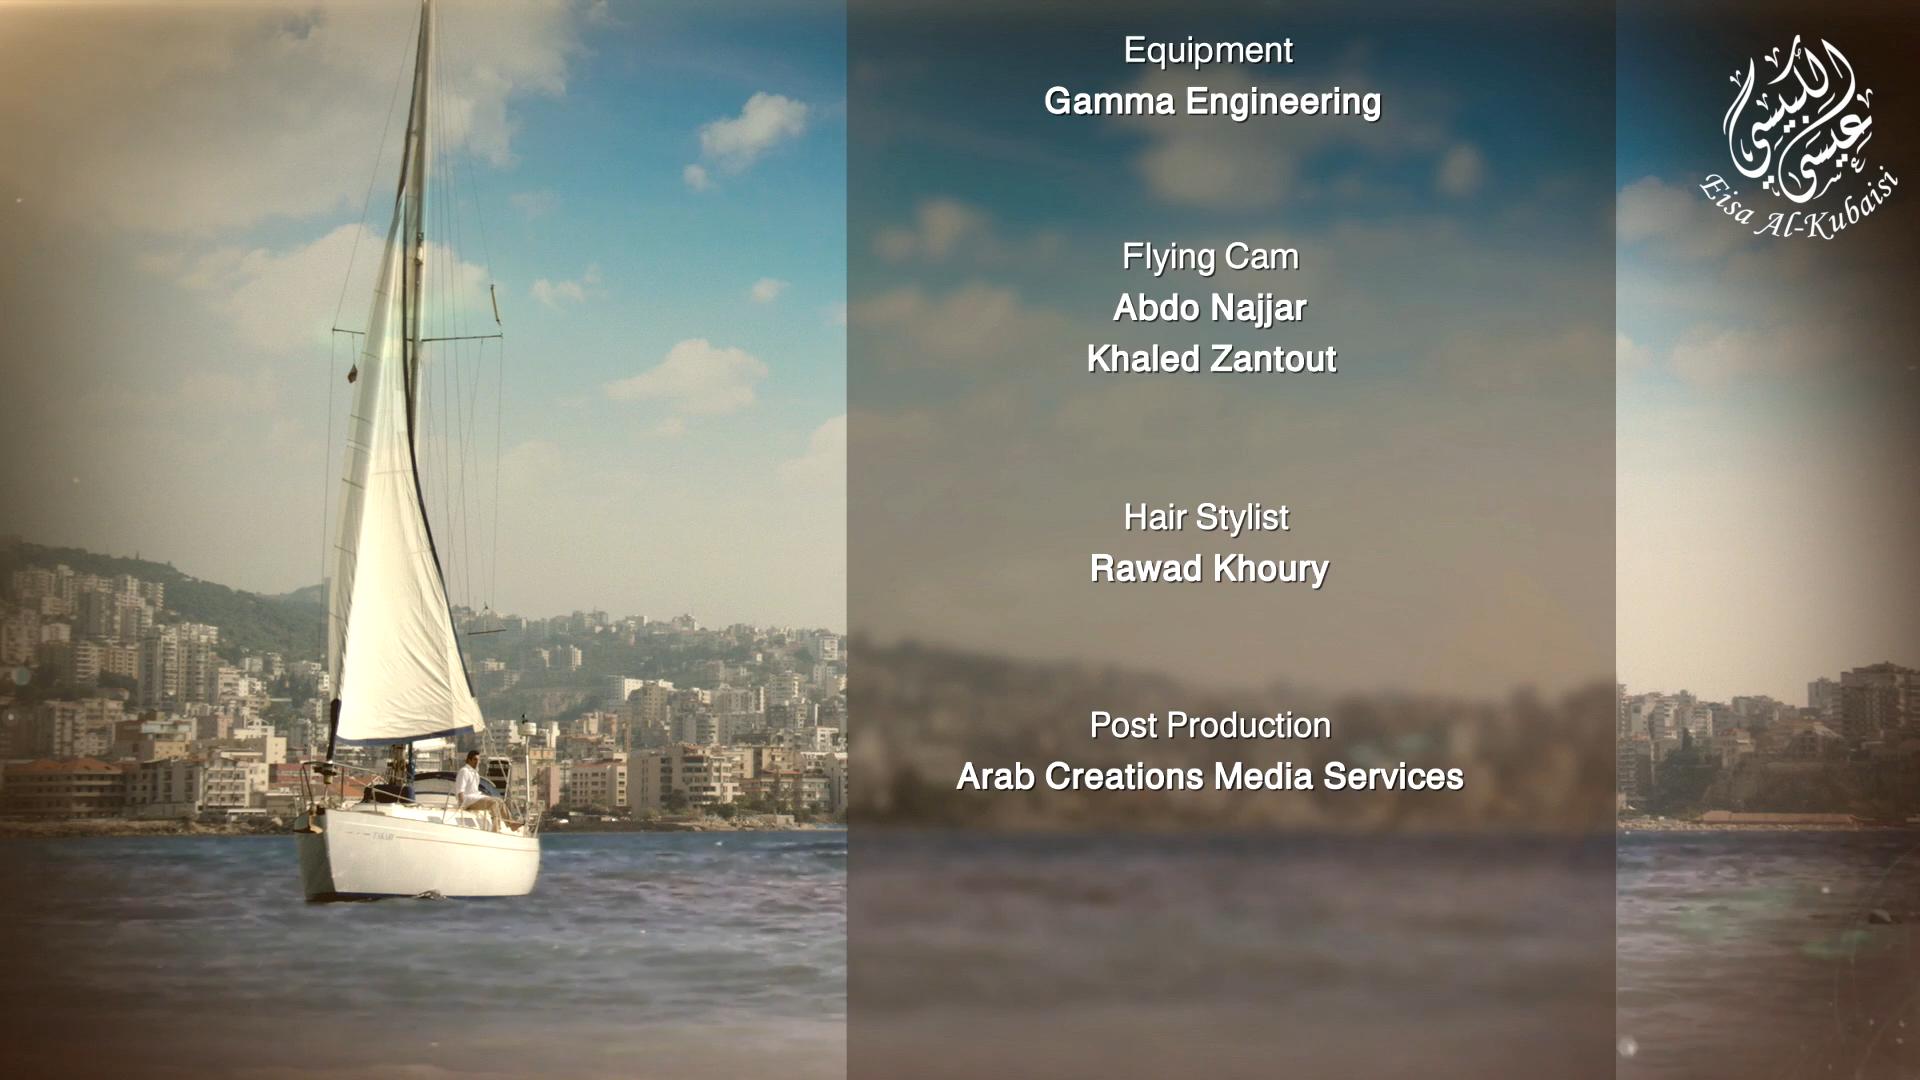 Equipment
Gamma Engineering
Flying Cam
Abdo Najjar
Khaled Zantout
Hair Stylist
Rawad Khoury
Post Production
Arab Creations Media Services
عيسى الكبيسي
Eisa Al-Kubaisi